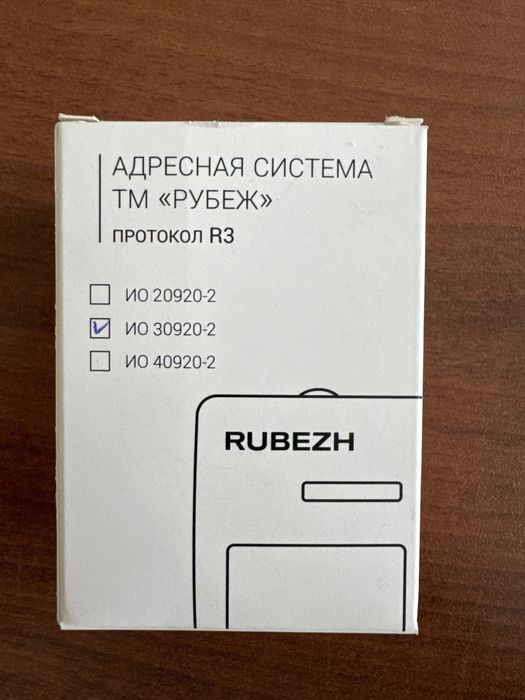 АДРЕСНАЯ СИСТЕМА
ТМ «РУБЕЖ»
ПРОТОКОЛ R3
ИО 20920-2
ИО 30920-2
ИО 40920-2
RUBEZH